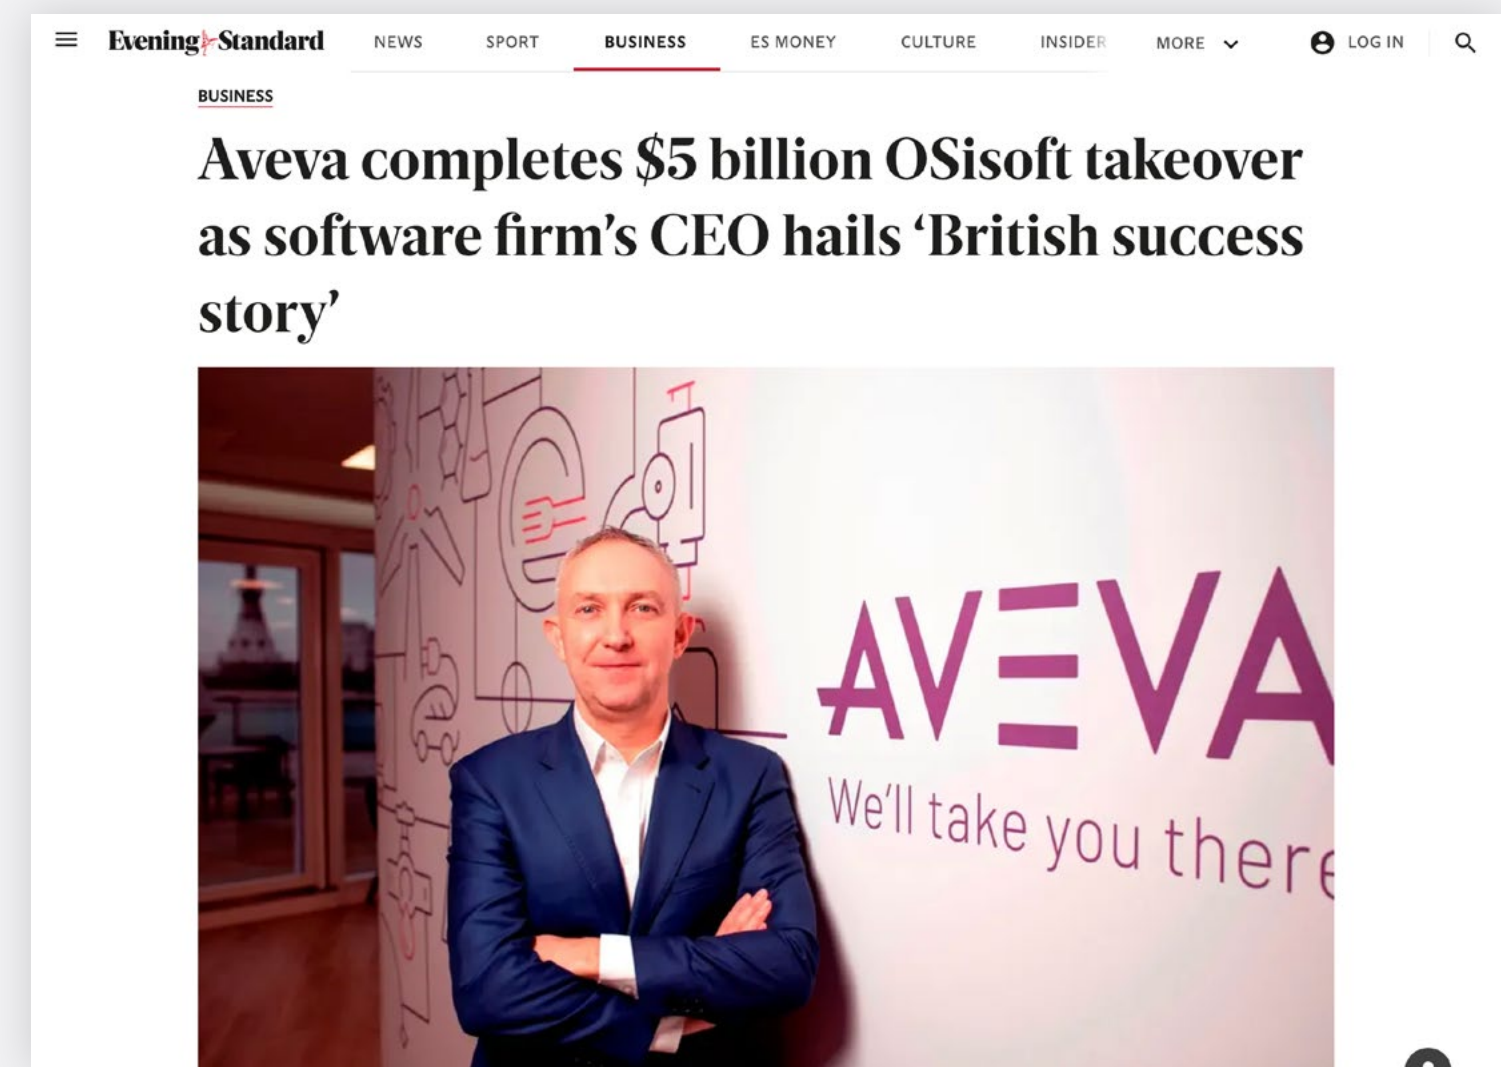 Evening Standard
NEWS SPORT BUSINESS ES MONEY CULTURE INSIDER MORE LOG IN
BUSINESS
Aveva completes $5 billion OSisoft takeover
as software firm’s CEO hails ‘British success
story’
AVEVA
We'll take you there